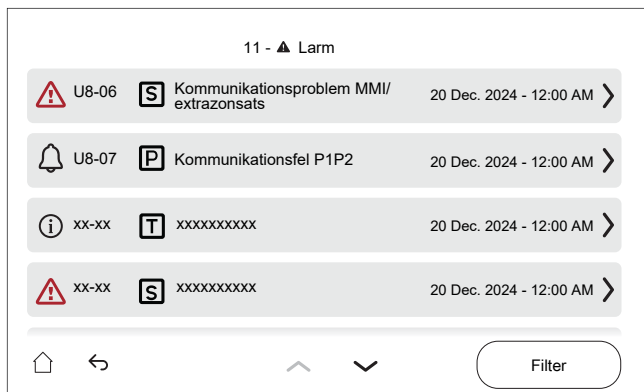 11 - Larm
U8-06 S Kommunikationsproblem MMI/
extrazonsats 20 Dec. 2024 - 12:00 AM
U8-07 P Kommunikationsfel P1P2 20 Dec. 2024 - 12:00 AM
xx-xx T xxxxxxxxxx 20 Dec. 2024 - 12:00 AM
xx-xx S xxxxxxxxxx 20 Dec. 2024 - 12:00 AM
Filter